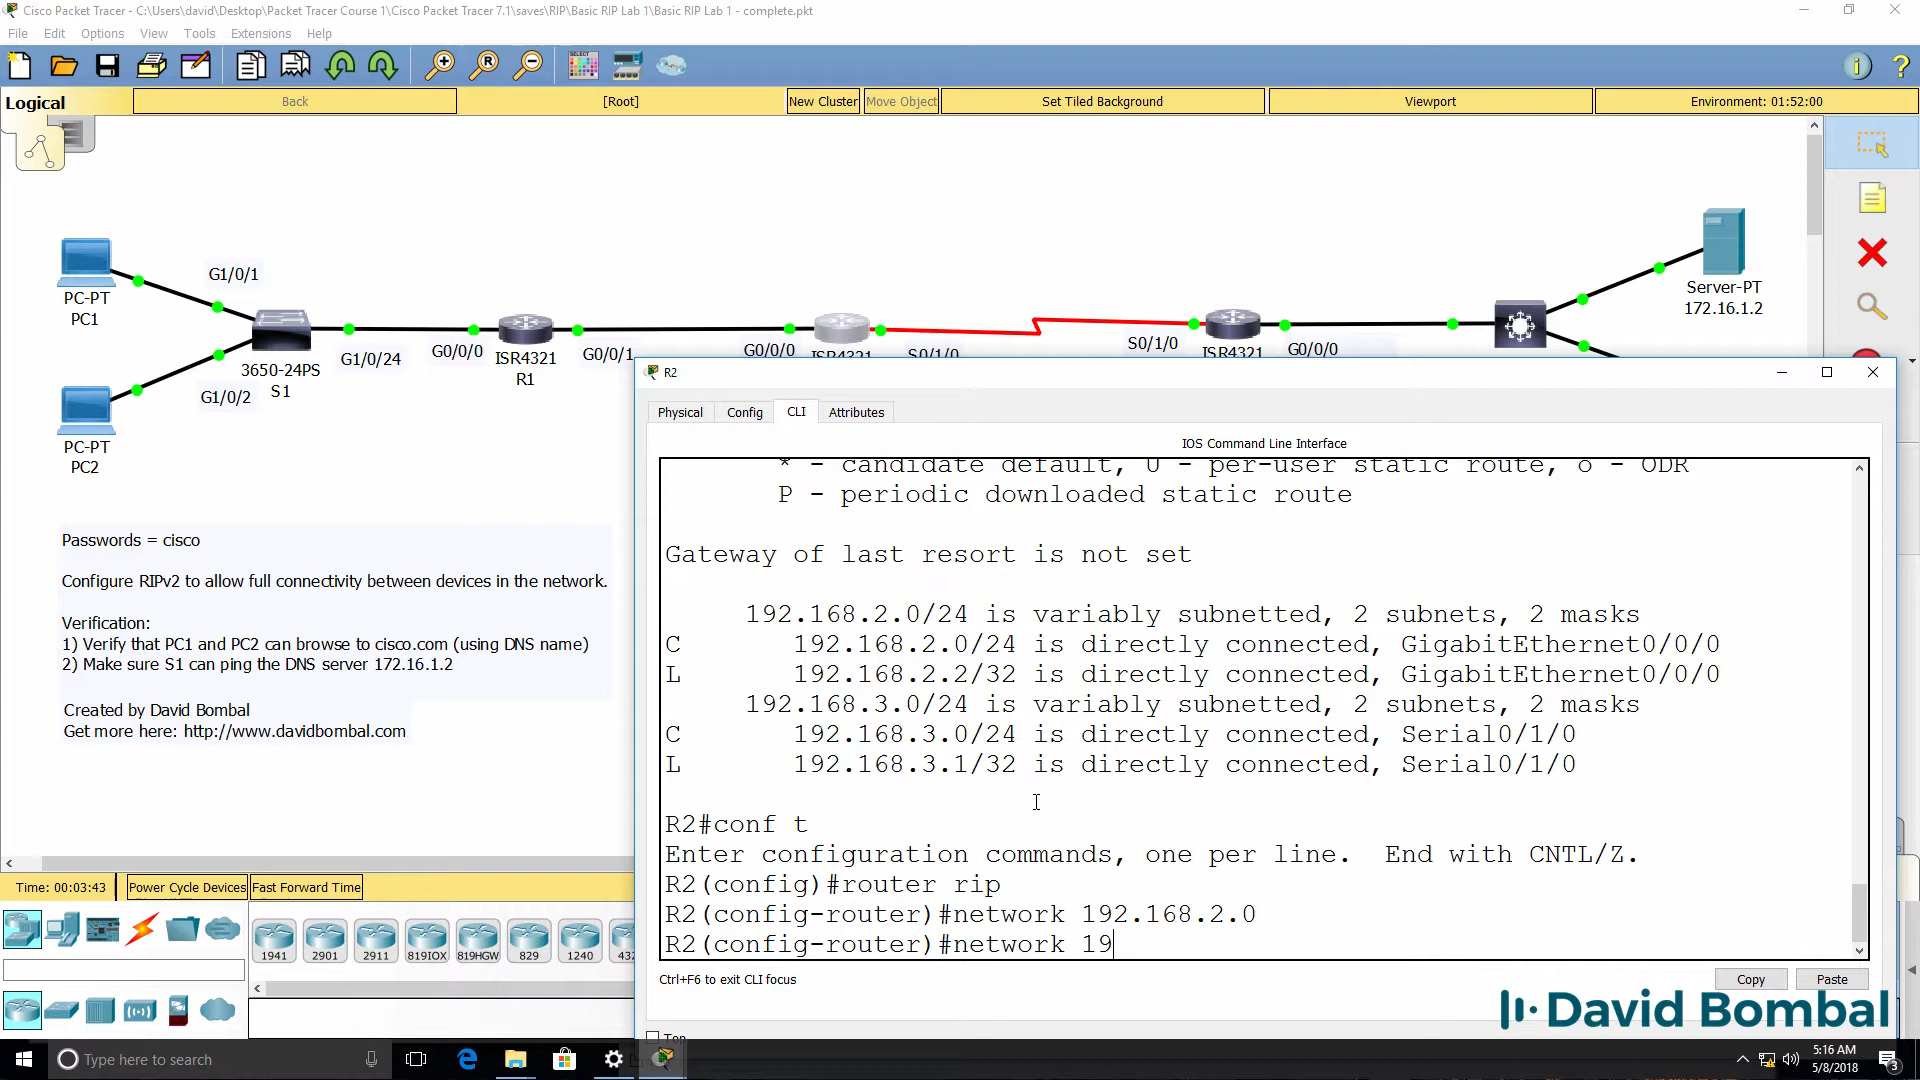 Cisco Packet Tracer - C:\Users\david\Desktop\Packet Tracer Course 1\Cisco Packet Tracer 7.1\saves\RIP\Basic RIP Lab 1\Basic RIP Lab 1 - complete.pkt
File Edit Options View Tools Extensions Help
Logical Back [Root] New Cluster Move Object Set Tiled Background Viewport Environment: 01:52:00
PC-PT
PC1
G1/0/1
3650-24PS
S1
G1/0/24
G0/0/0
ISR4321
R1
G0/0/1
G0/0/0
ISR4321
S0/1/0
S0/1/0
ISR4321
G0/0/0
Server-PT
172.16.1.2
G1/0/2
PC-PT
PC2
Passwords = cisco
Configure RIPv2 to allow full connectivity between devices in the network.
Verification:
1) Verify that PC1 and PC2 can browse to cisco.com (using DNS name)
2) Make sure S1 can ping the DNS server 172.16.1.2
Created by David Bombal
Get more here: http://www.davidbombal.com
R2
Physical Config CLI Attributes
IOS Command Line Interface
* - candidate default, U - per-user static route, o - ODR
P - periodic downloaded static route
Gateway of last resort is not set
192.168.2.0/24 is variably subnetted, 2 subnets, 2 masks
C 192.168.2.0/24 is directly connected, GigabitEthernet0/0/0
L 192.168.2.2/32 is directly connected, GigabitEthernet0/0/0
192.168.3.0/24 is variably subnetted, 2 subnets, 2 masks
C 192.168.3.0/24 is directly connected, Serial0/1/0
L 192.168.3.1/32 is directly connected, Serial0/1/0
R2#conf t
Enter configuration commands, one per line. End with CNTL/Z.
R2(config)#router rip
R2(config-router)#network 192.168.2.0
R2(config-router)#network 19
Ctrl+F6 to exit CLI focus
Copy Paste
Top
Time: 00:03:43 Power Cycle Devices Fast Forward Time
1941 2901 2911 819IOX 819HGW 829 1240 432
David Bombal
Type here to search
5:16 AM
5/8/2018
3